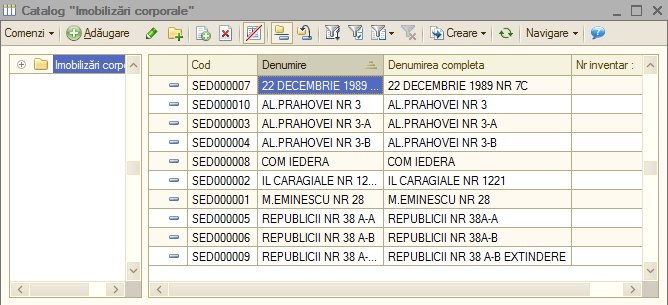 Catalog "Imobilizări corporale"
Comenzi Adăugare Creare Navigare
Imobilizări corpo
Cod Denumire Denumirea completa Nr inventar :
SED000007 22 DECEMBRIE 1989 ... 22 DECEMBRIE 1989 NR 7C
SED000010 AL.PRAHOVEI NR 3 AL.PRAHOVEI NR 3
SED000003 AL.PRAHOVEI NR 3-A AL.PRAHOVEI NR 3-A
SED000004 AL.PRAHOVEI NR 3-B AL.PRAHOVEI NR 3-B
SED000008 COM IEDERA COM IEDERA
SED000002 IL CARAGIALE NR 12... IL CARAGIALE NR 1221
SED000001 M.EMINESCU NR 28 M.EMINESCU NR 28
SED000005 REPUBLICII NR 38 A-A REPUBLICII NR 38A-A
SED000006 REPUBLICII NR 38 A-B REPUBLICII NR 38A-B
SED000009 REPUBLICII NR 38 A-... REPUBLICII NR 38 A-B EXTINDERE